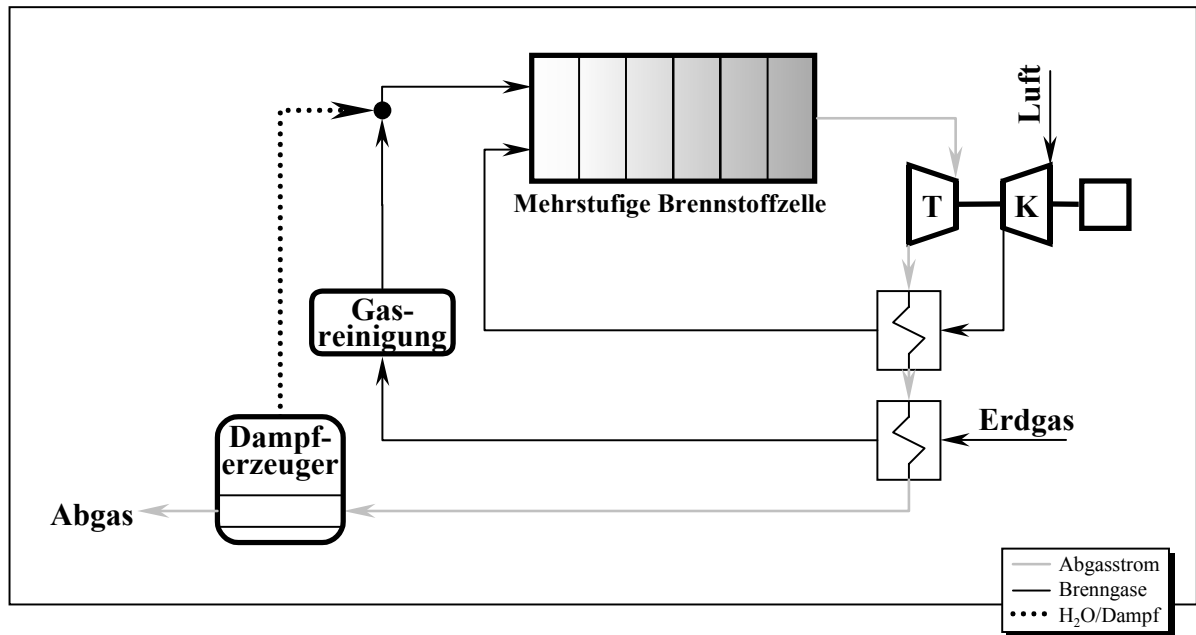 Luft
Mehrstufige Brennstoffzelle
T
K
Gas-
reinigung
Erdgas
Dampf-
erzeuger
Abgas
Abgasstrom
Brenngase
H₂O/Dampf